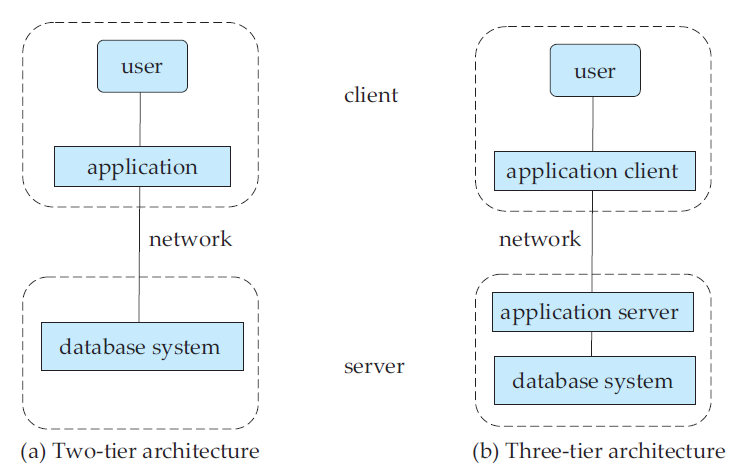 user
application
network
database system
(a) Two-tier architecture
client
server
user
application client
network
application server
database system
(b) Three-tier architecture